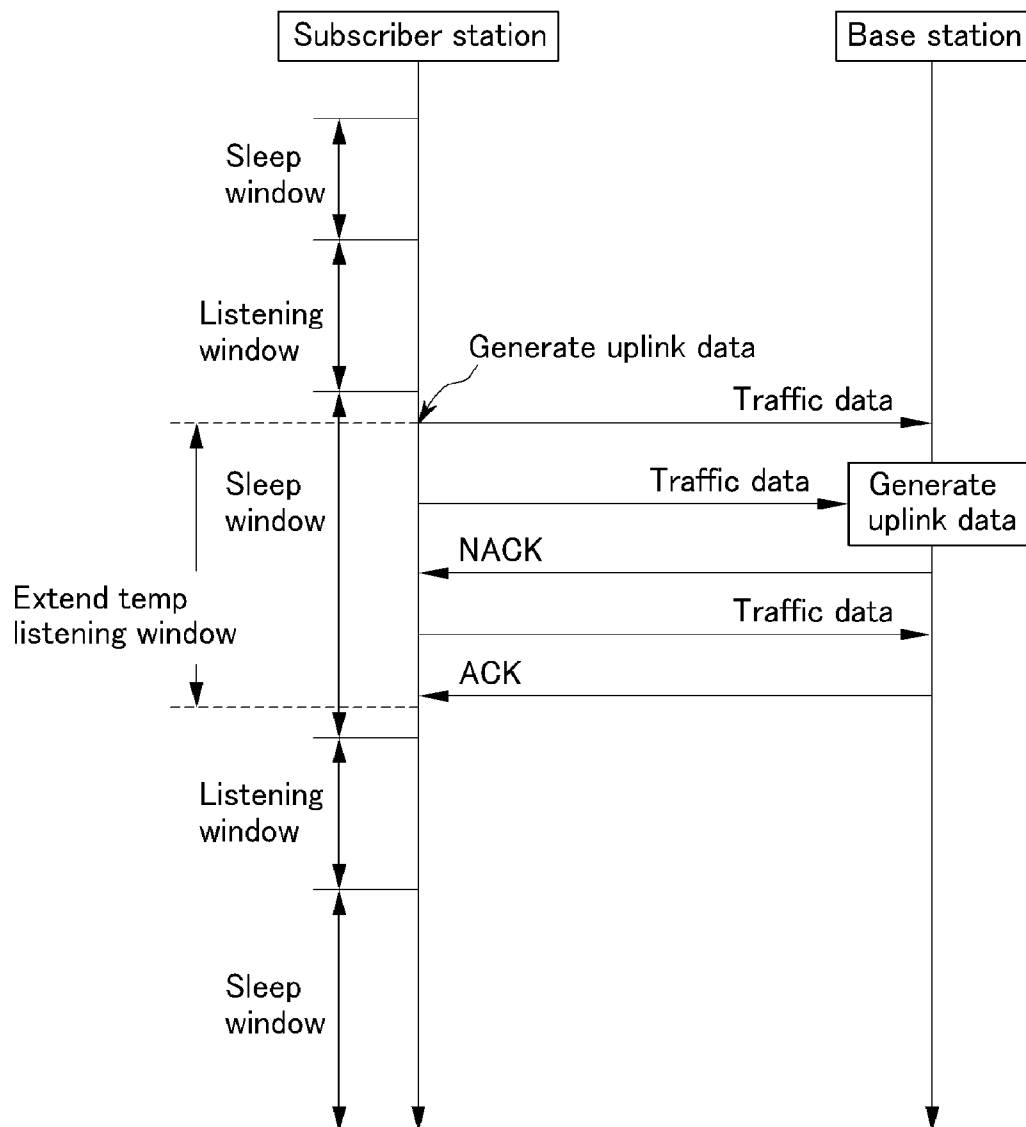 Subscriber station
Base station
Sleep
window
Listening
window
Generate uplink data
Traffic data
Sleep
window
Traffic data
Generate
uplink data
NACK
Extend temp
listening window
Traffic data
ACK
Listening
window
Sleep
window